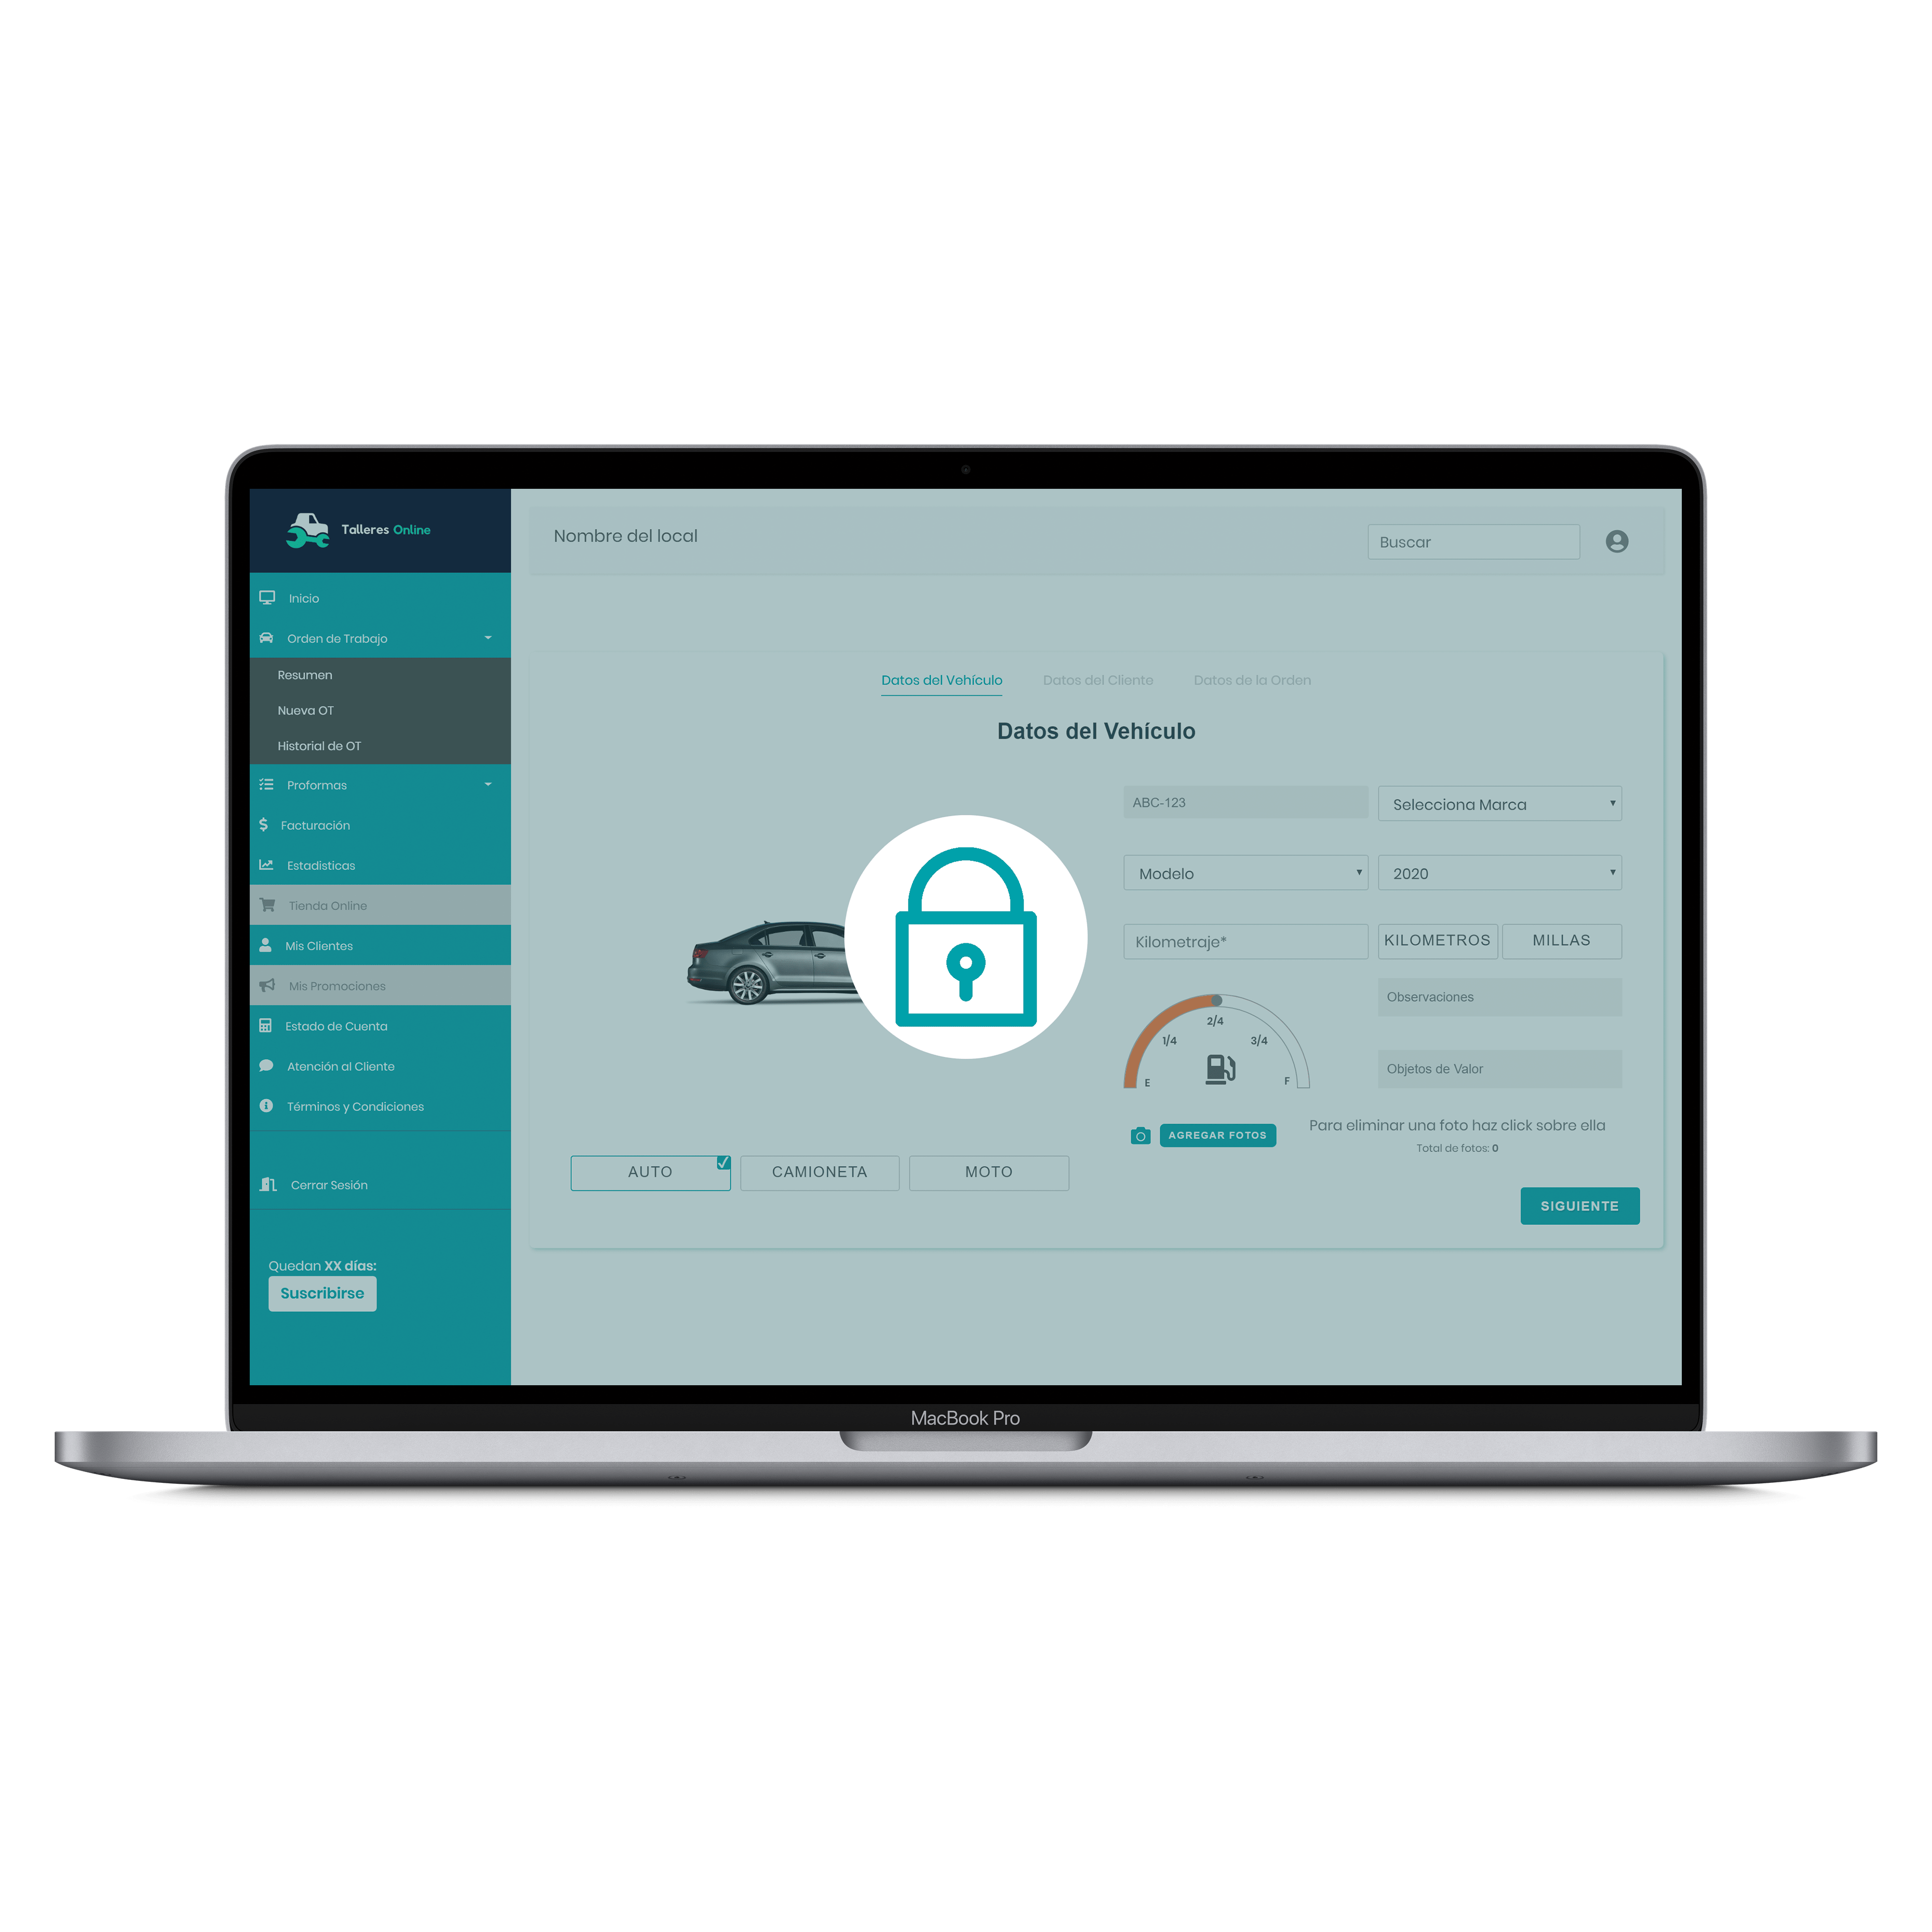 Talleres Online
Inicio
Orden de Trabajo
Resumen
Nueva OT
Historial de OT
Proformas
Facturación
Estadisticas
Tienda Online
Mis Clientes
Mis Promociones
Estado de Cuenta
Atención al Cliente
Términos y Condiciones
Cerrar Sesión
Quedan XX días:
Suscribirse
Nombre del local
Buscar
Datos del Vehículo Datos del Cliente Datos de la Orden
Datos del Vehículo
ABC-123 Selecciona Marca
Modelo 2020
Kilometraje* KILOMETROS MILLAS
Observaciones
Objetos de Valor
E 1/4 2/4 3/4 F
AGREGAR FOTOS
Para eliminar una foto haz click sobre ella
Total de fotos: 0
AUTO CAMIONETA MOTO
SIGUIENTE
MacBook Pro